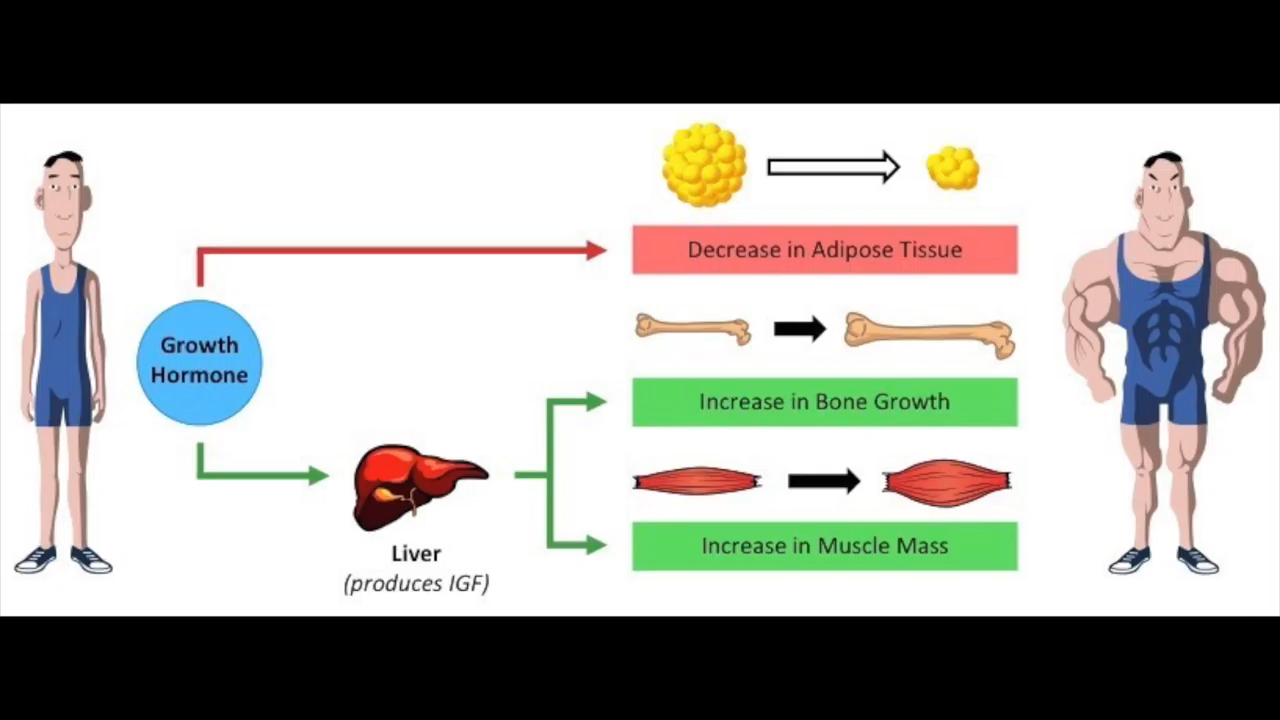 Decrease in Adipose Tissue
Growth
Hormone
Increase in Bone Growth
Increase in Muscle Mass
Liver
(produces IGF)